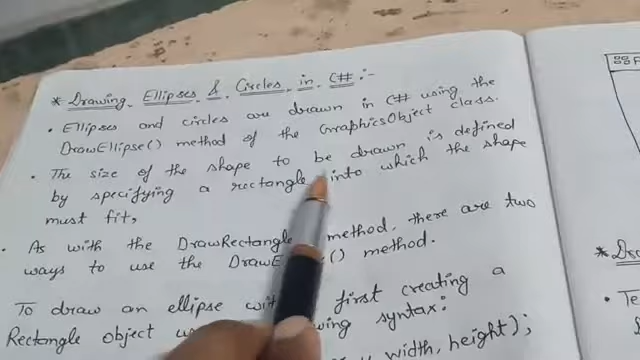 * Drawing Ellipses & Circles in C# :-
• Ellipses and circles are drawn in C# using the
DrawEllipse() method of the GraphicsObject class.
• The size of the shape to be drawn is defined
by specifying a rectangle into which the shape
must fit,
• As with the DrawRectangle method, there are two
ways to use the DrawE () method.
To draw an ellipse first creating a
Rectangle object syntax:
width, height);